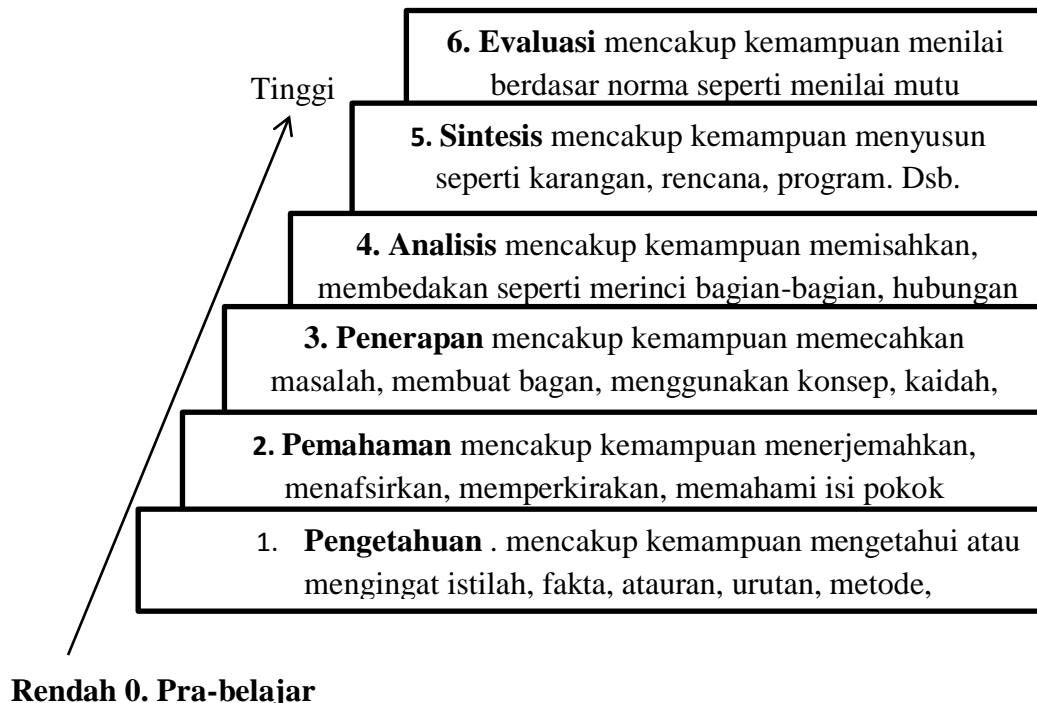 6. Evaluasi mencakup kemampuan menilai
berdasar norma seperti menilai mutu
Tinggi
5. Sintesis mencakup kemampuan menyusun
seperti karangan, rencana, program. Dsb.
4. Analisis mencakup kemampuan memisahkan,
membedakan seperti merinci bagian-bagian, hubungan
3. Penerapan mencakup kemampuan memecahkan
masalah, membuat bagan, menggunakan konsep, kaidah,
2. Pemahaman mencakup kemampuan menerjemahkan,
menafsirkan, memperkirakan, memahami isi pokok
1. Pengetahuan . mencakup kemampuan mengetahui atau
mengingat istilah, fakta, atauran, urutan, metode,
Rendah 0. Pra-belajar